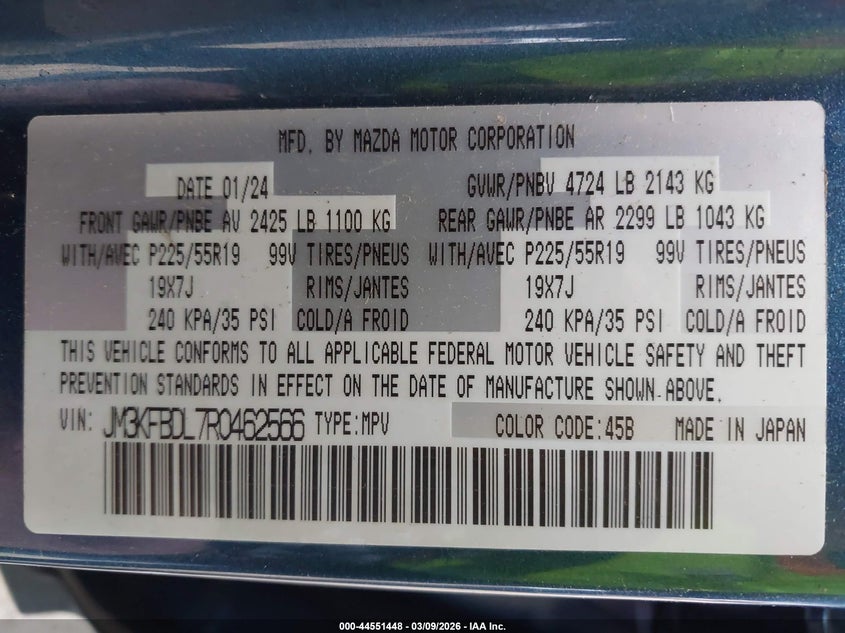 MFD. BY MAZDA MOTOR CORPORATION
DATE 01/24 GVWR/PNBV 4724 LB 2143 KG
FRONT GAWR/PNBE AV 2425 LB 1100 KG REAR GAWR/PNBE AR 2299 LB 1043 KG
WITH/AVEC P225/55R19 99V TIRES/PNEUS WITH/AVEC P225/55R19 99V TIRES/PNEUS
19X7J RIMS/JANTES 19X7J RIMS/JANTES
240 KPA/35 PSI COLD/A FROID 240 KPA/35 PSI COLD/A FROID
THIS VEHICLE CONFORMS TO ALL APPLICABLE FEDERAL MOTOR VEHICLE SAFETY AND THEFT
PREVENTION STANDARDS IN EFFECT ON THE DATE OF MANUFACTURE SHOWN ABOVE.
VIN: JM3KFBDL7R0462566 TYPE:MPV COLOR CODE:45B MADE IN JAPAN
000-44551448 - 03/09/2026 - IAA Inc.